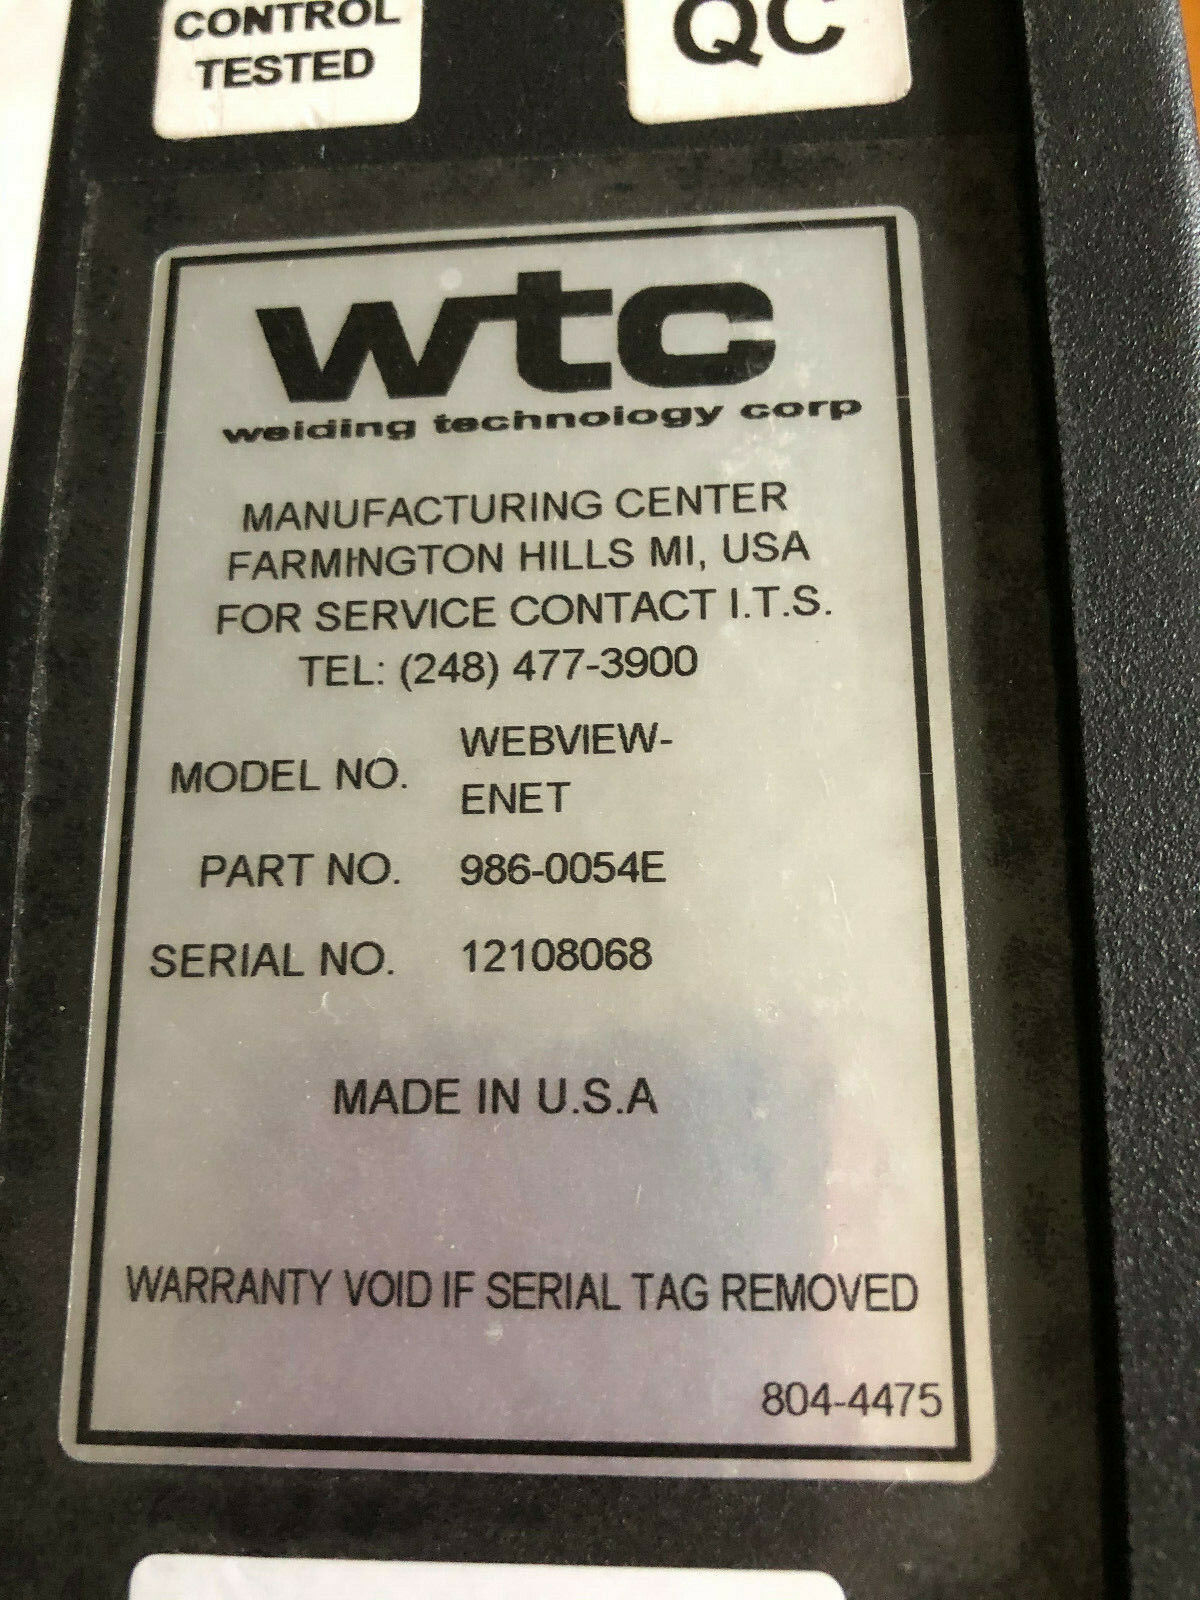 CONTROL
TESTED
QC
wtc
welding technology corp
MANUFACTURING CENTER
FARMINGTON HILLS MI, USA
FOR SERVICE CONTACT I.T.S.
TEL: (248) 477-3900
MODEL NO. WEBVIEW-
ENET
PART NO. 986-0054E
SERIAL NO. 12108068
MADE IN U.S.A
WARRANTY VOID IF SERIAL TAG REMOVED
804-4475